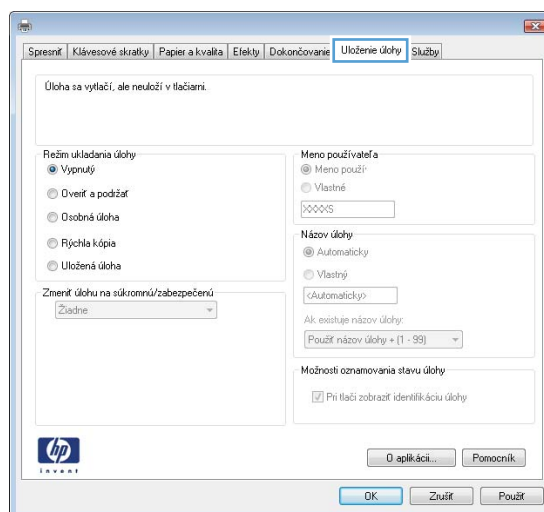 Spresniť Klávesové skratky Papier a kvalita Efekty Dokončovanie Uloženie úlohy Služby
Úloha sa vytlačí, ale neuloží v tlačiarni.
Režim ukladania úlohy
Vypnutý
Overiť a podržať
Osobná úloha
Rýchla kópia
Uložená úloha
Zmeniť úlohu na súkromnú/zabezpečenú
Žiadne
Meno používateľa
Meno použí
Vlastné
XXXXS
Názov úlohy
Automaticky
Vlastný
<Automaticky>
Ak existuje názov úlohy:
Použiť názov úlohy + (1 - 99)
Možnosti oznamovania stavu úlohy
Pri tlači zobraziť identifikáciu úlohy
hp
invent
O aplikácii... Pomocník
OK Zrušiť Použiť